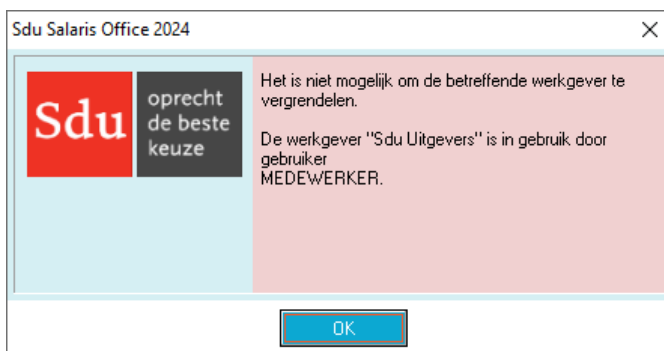 Sdu Salaris Office 2024
Sdu
oprecht
de beste
keuze
Het is niet mogelijk om de betreffende werkgever te
vergrendelen.
De werkgever "Sdu Uitgevers" is in gebruik door
gebruiker
MEDEWERKER.
OK